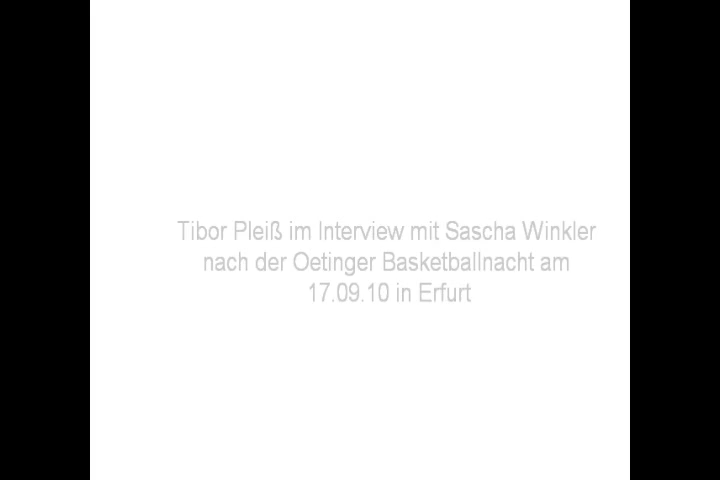 Tibor Pleiß im Interview mit Sascha Winkler
nach der Oetinger Basketballnacht am
17.09.10 in Erfurt